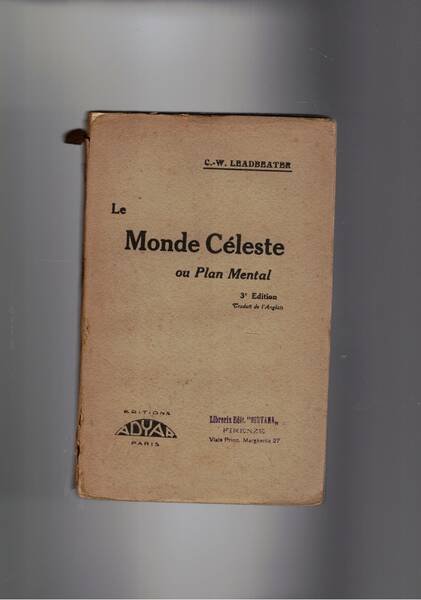 C.-W. LEADBEATER
Le
Monde Céleste
ou Plan Mental
3e Edition
Traduit de l'Anglais
EDITIONS
ADYAR
PARIS
Libreria Edit.
FIRENZE
Viale Princ. Margherita 27